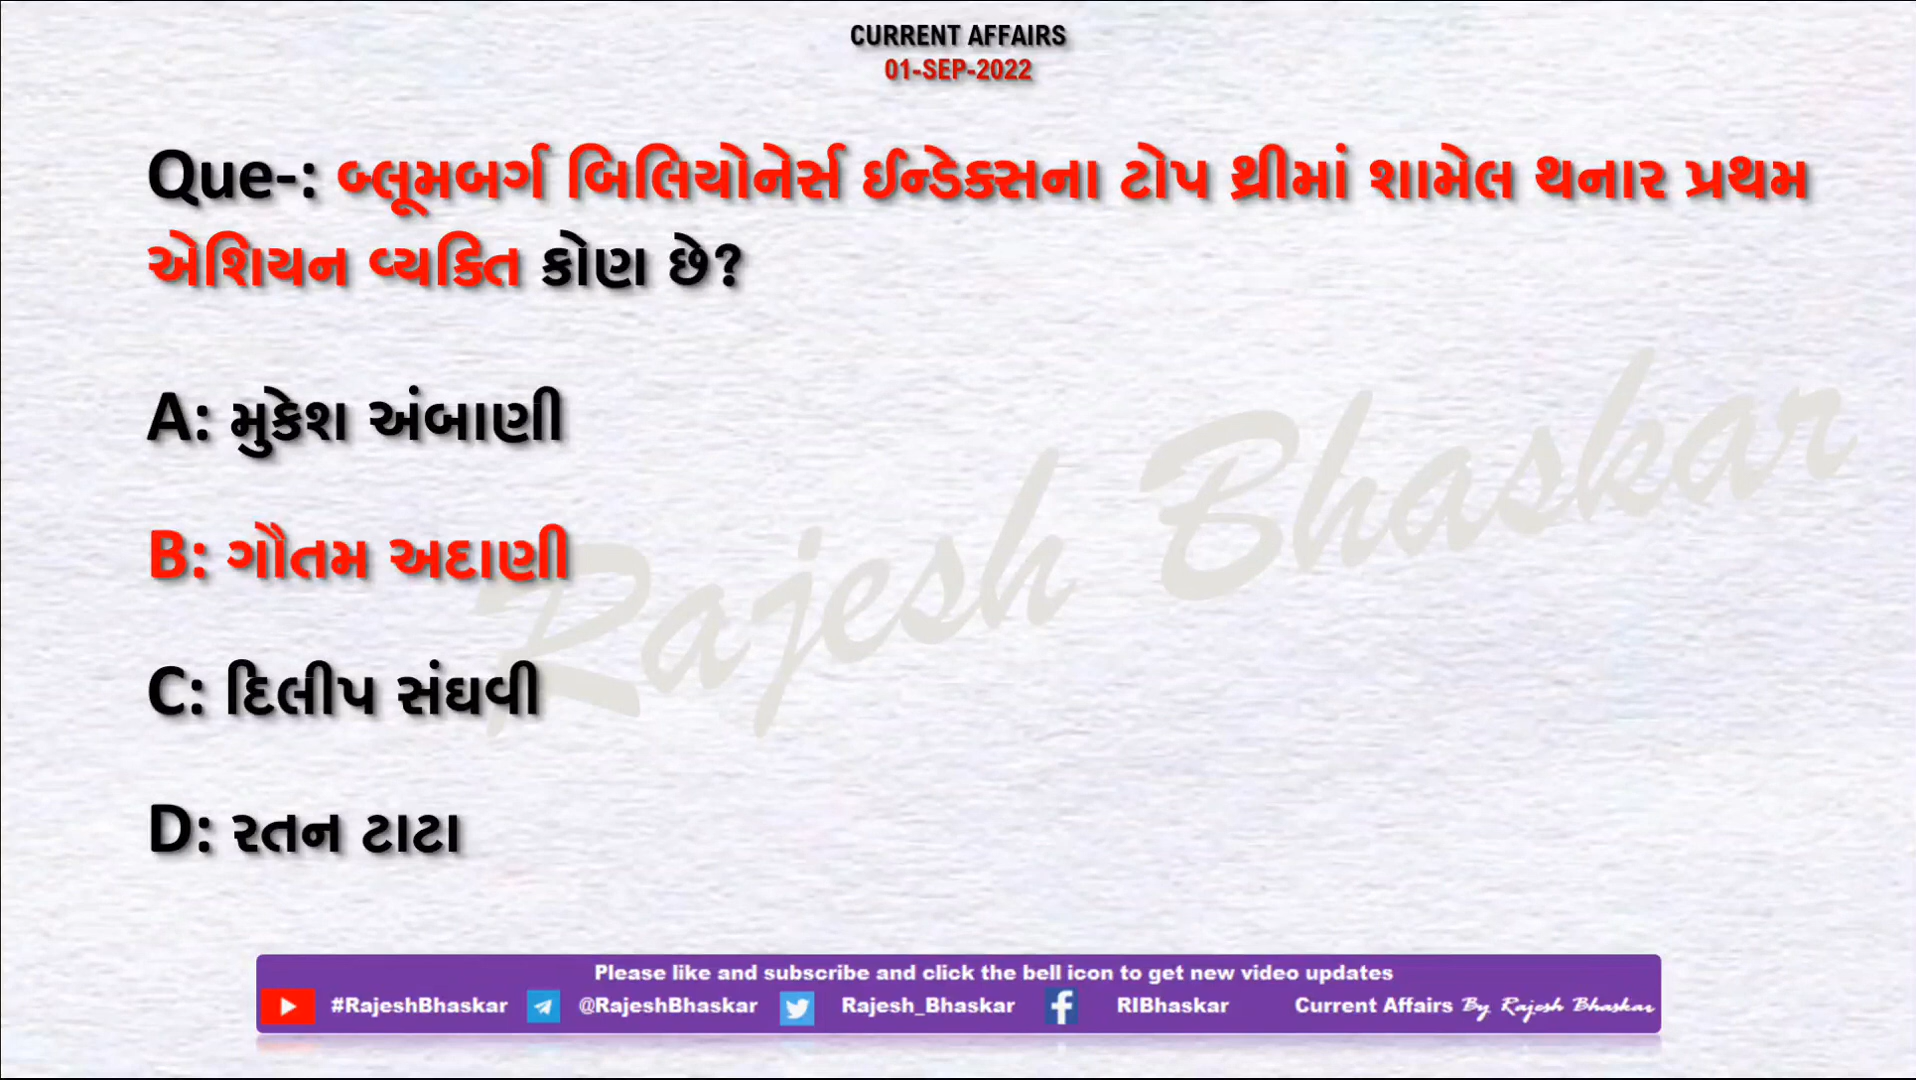 CURRENT AFFAIRS
01-SEP-2022
Que-: બ્લૂમબર્ગ બિલિયોનેર્સ ઈન્ડેક્સના ટોપ થ્રીમાં શામેલ થનાર પ્રથમ
એશિયન વ્યક્તિ કોણ છે?
A: મુકેશ અંબાણી
B: ગૌતમ અદાણી
C: દિલીપ સંઘવી
D: રતન ટાટા
Rajesh Bhaskar
Please like and subscribe and click the bell icon to get new video updates
#RajeshBhaskar @RajeshBhaskar Rajesh_Bhaskar RIBhaskar Current Affairs By Rajesh Bhaskar